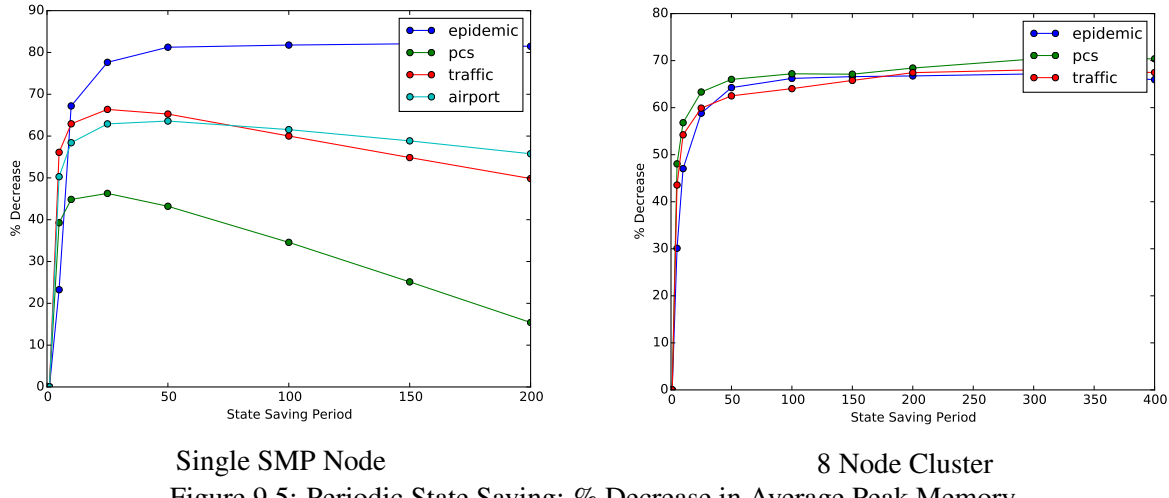 90
80
70
60
50
40
30
20
10
0
% Decrease
epidemic
pcs
traffic
airport
0 50 100 150 200
State Saving Period
Single SMP Node
80
70
60
50
40
30
20
10
0
% Decrease
epidemic
pcs
traffic
0 50 100 150 200 250 300 350 400
State Saving Period
8 Node Cluster
Figure 9.5: Periodic State Saving: % Decrease in Average Peak Memory